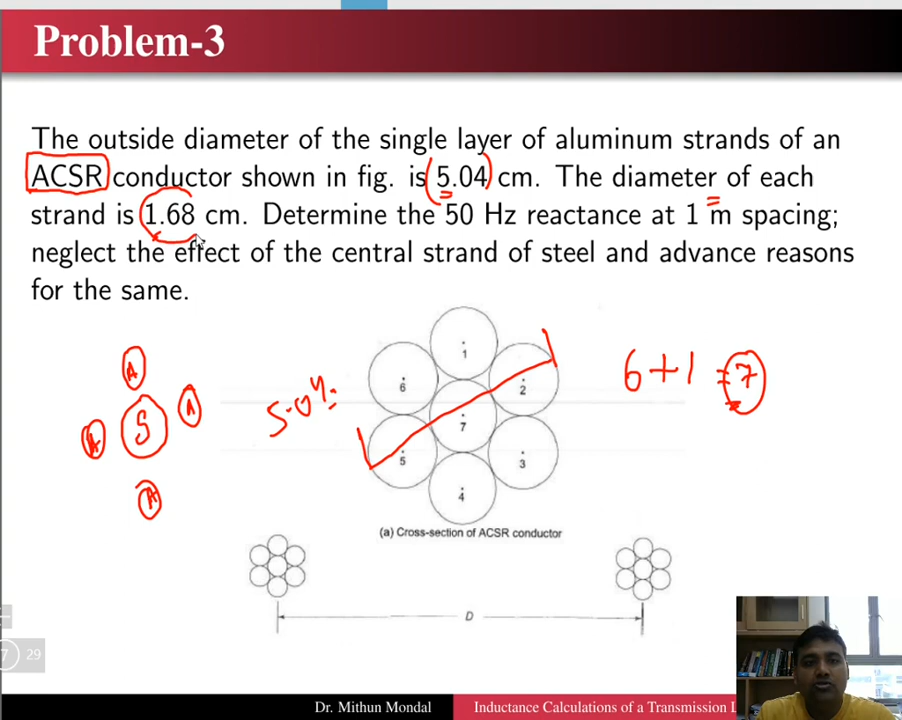 Problem-3
The outside diameter of the single layer of aluminum strands of an
ACSR conductor shown in fig. is 5.04 cm. The diameter of each
strand is 1.68 cm. Determine the 50 Hz reactance at 1 m spacing;
neglect the effect of the central strand of steel and advance reasons
for the same.
1
6
2
7
5
3
4
A
A
S
A
A
5.04
6+1 = 7
(a) Cross-section of ACSR conductor
D
7 29
Dr. Mithun Mondal
Inductance Calculations of a Transmission L